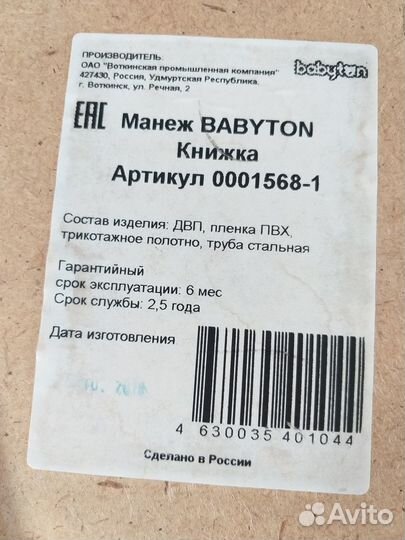 ПРОИЗВОДИТЕЛЬ:
ОАО "Воткинская промышленная компания"
427430, Россия, Удмуртская Республика.
г. Воткинск, ул. Речная, 2
babyton
EAC Манеж BABYTON
Книжка
Артикул 0001568-1
Состав изделия: ДВП, пленка ПВХ,
трикотажное полотно, труба стальная
Гарантийный
срок эксплуатации: 6 мес
Срок службы: 2,5 года
Дата изготовления
4 630035 401044
Сделано в России
Avito